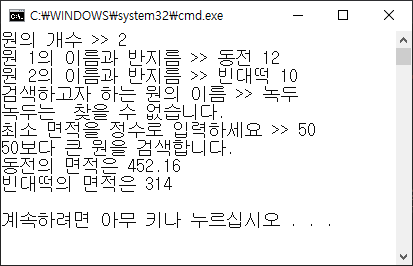 C:₩WINDOWS₩system32₩cmd.exe
원의 개수 >> 2
원 1의 이름과 반지름 >> 동전 12
원 2의 이름과 반지름 >> 빈대떡 10
검색하고자 하는 원의 이름 >> 녹두
녹두는  찾을 수 없습니다.
최소 면적을 정수로 입력하세요 >> 50
50보다 큰 원을 검색합니다.
동전의 면적은 452.16
빈대떡의 면적은 314
계속하려면 아무 키나 누르십시오 . . .